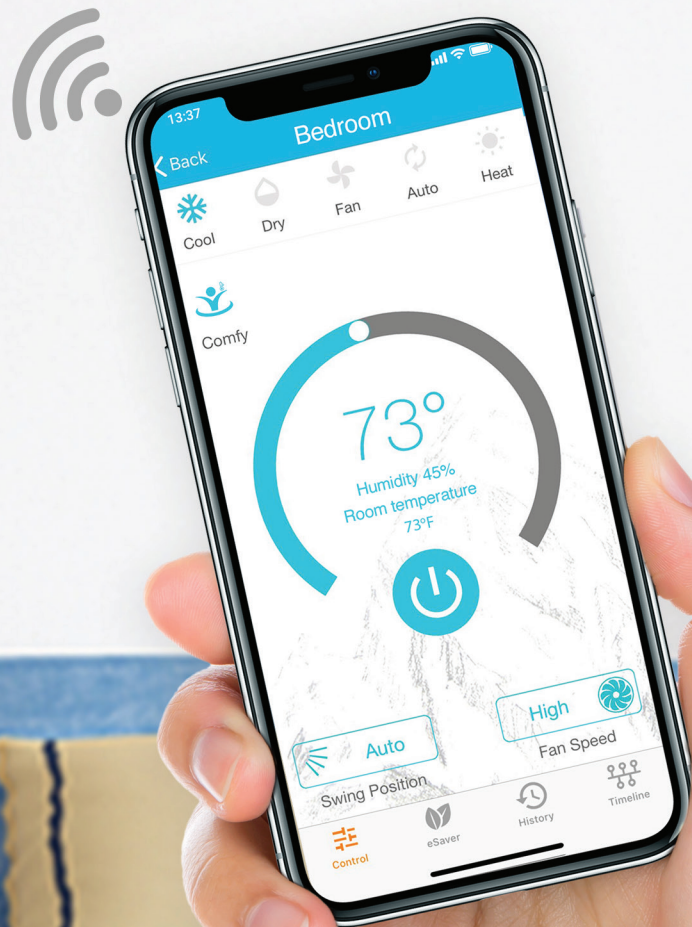 13:37
Back
Bedroom
Cool
Dry
Fan
Auto
Heat
Comfy
73°
Humidity 45%
Room temperature
73°F
Auto
Swing Position
High
Fan Speed
Control
eSaver
History
Timeline